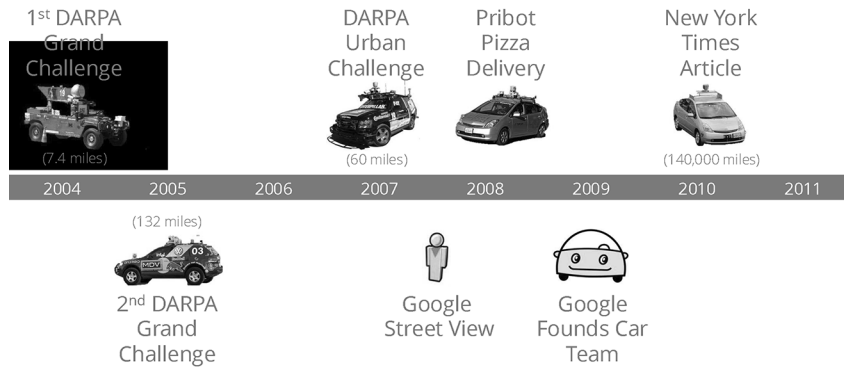 1st DARPA
Grand
Challenge
(7.4 miles)
DARPA
Urban
Challenge
(60 miles)
Pribot
Pizza
Delivery
New York
Times
Article
(140,000 miles)
2004 2005 2006 2007 2008 2009 2010 2011
(132 miles)
03
MDV
2nd DARPA
Grand
Challenge
Google
Street View
Google
Founds Car
Team